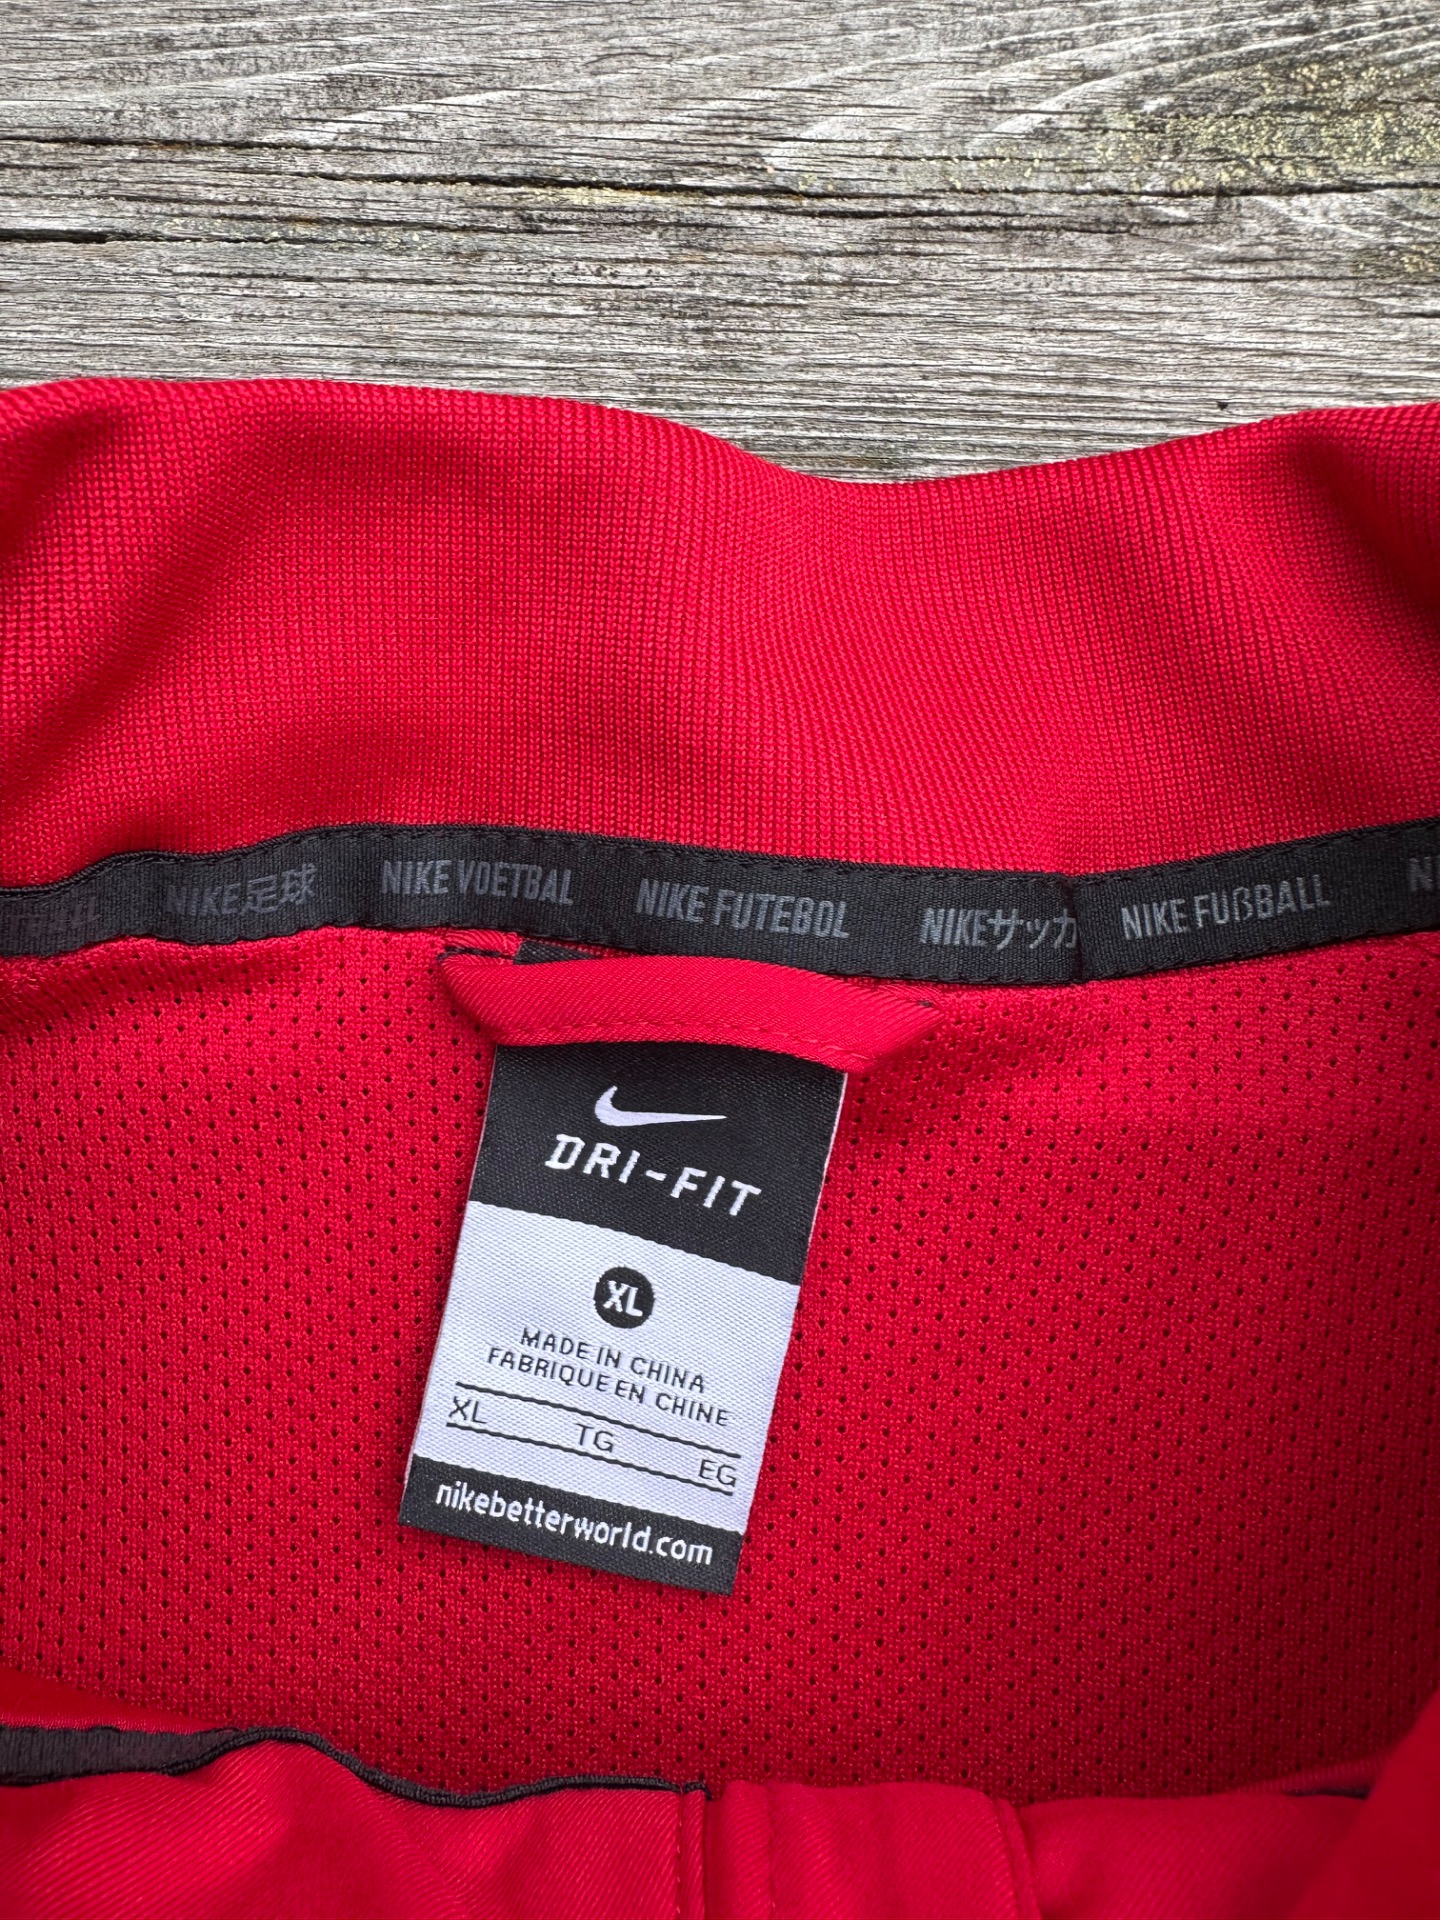 NIKE足球 NIKE VOETBAL NIKE FUTEBOL NIKEサッカ NIKE FUßBALL
DRI-FIT
XL
MADE IN CHINA
FABRIQUE EN CHINE
XL TG EG
nikebetterworld.com